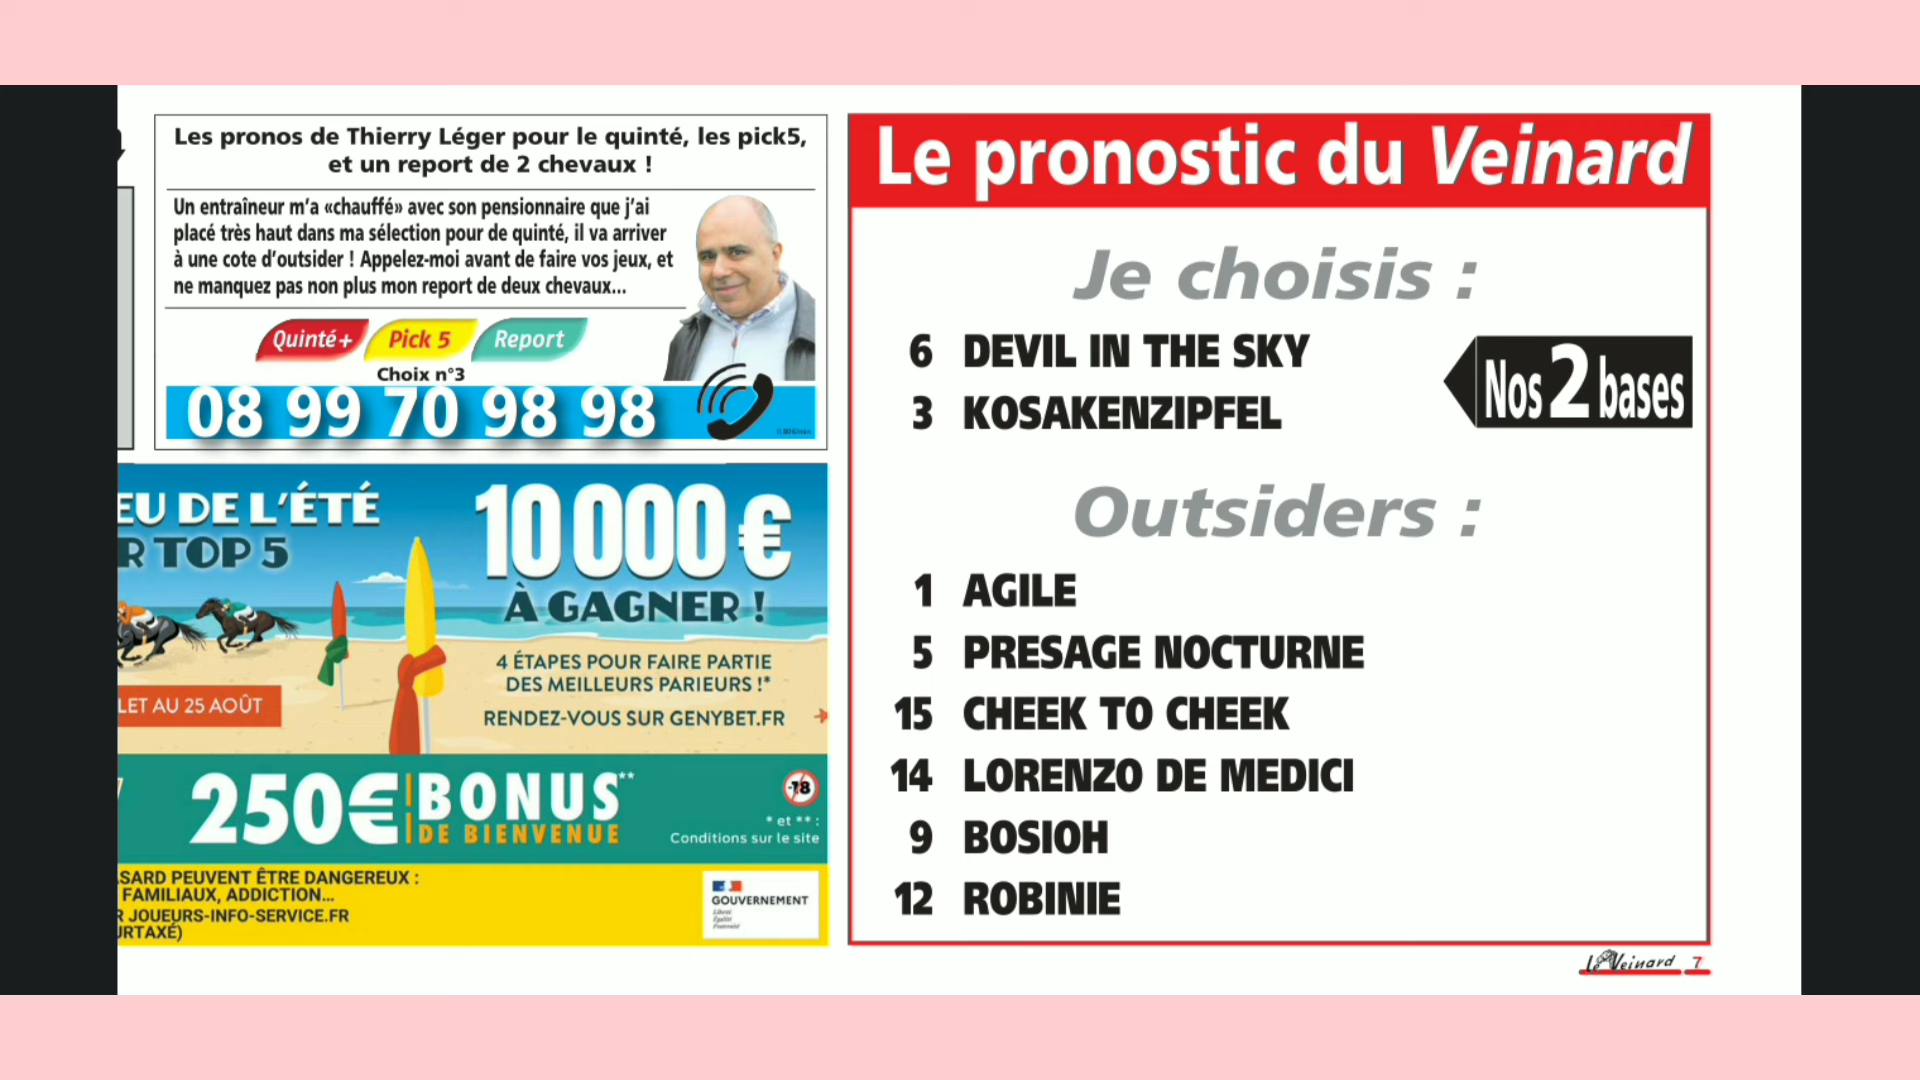 Les pronos de Thierry Léger pour le quinté, les pick5,
et un report de 2 chevaux !
Un entraîneur m'a «chauffé» avec son pensionnaire que j'ai
placé très haut dans ma sélection pour de quinté, il va arriver
à une cote d'outsider ! Appelez-moi avant de faire vos jeux, et
ne manquez pas non plus mon report de deux chevaux...
Quinté+ Pick 5 Report
Choix n°3
08 99 70 98 98
EU DE L'ÉTÉ
R TOP 5
10 000 €
À GAGNER !
4 ÉTAPES POUR FAIRE PARTIE
DES MEILLEURS PARIEURS !*
RENDEZ-VOUS SUR GENYBET.FR
LET AU 25 AOÛT
250€ BONUS**
DE BIENVENUE
-18
* et ** :
Conditions sur le site
SARD PEUVENT ÊTRE DANGEREUX :
FAMILIAUX, ADDICTION...
R JOUEURS-INFO-SERVICE.FR
URTAXÉ)
GOUVERNEMENT
Liberté
Égalité
Fraternité
Le pronostic du Veinard
Je choisis :
6 DEVIL IN THE SKY
3 KOSAKENZIPFEL
Nos 2 bases
Outsiders :
1 AGILE
5 PRESAGE NOCTURNE
15 CHEEK TO CHEEK
14 LORENZO DE MEDICI
9 BOSIOH
12 ROBINIE
Le Veinard 7